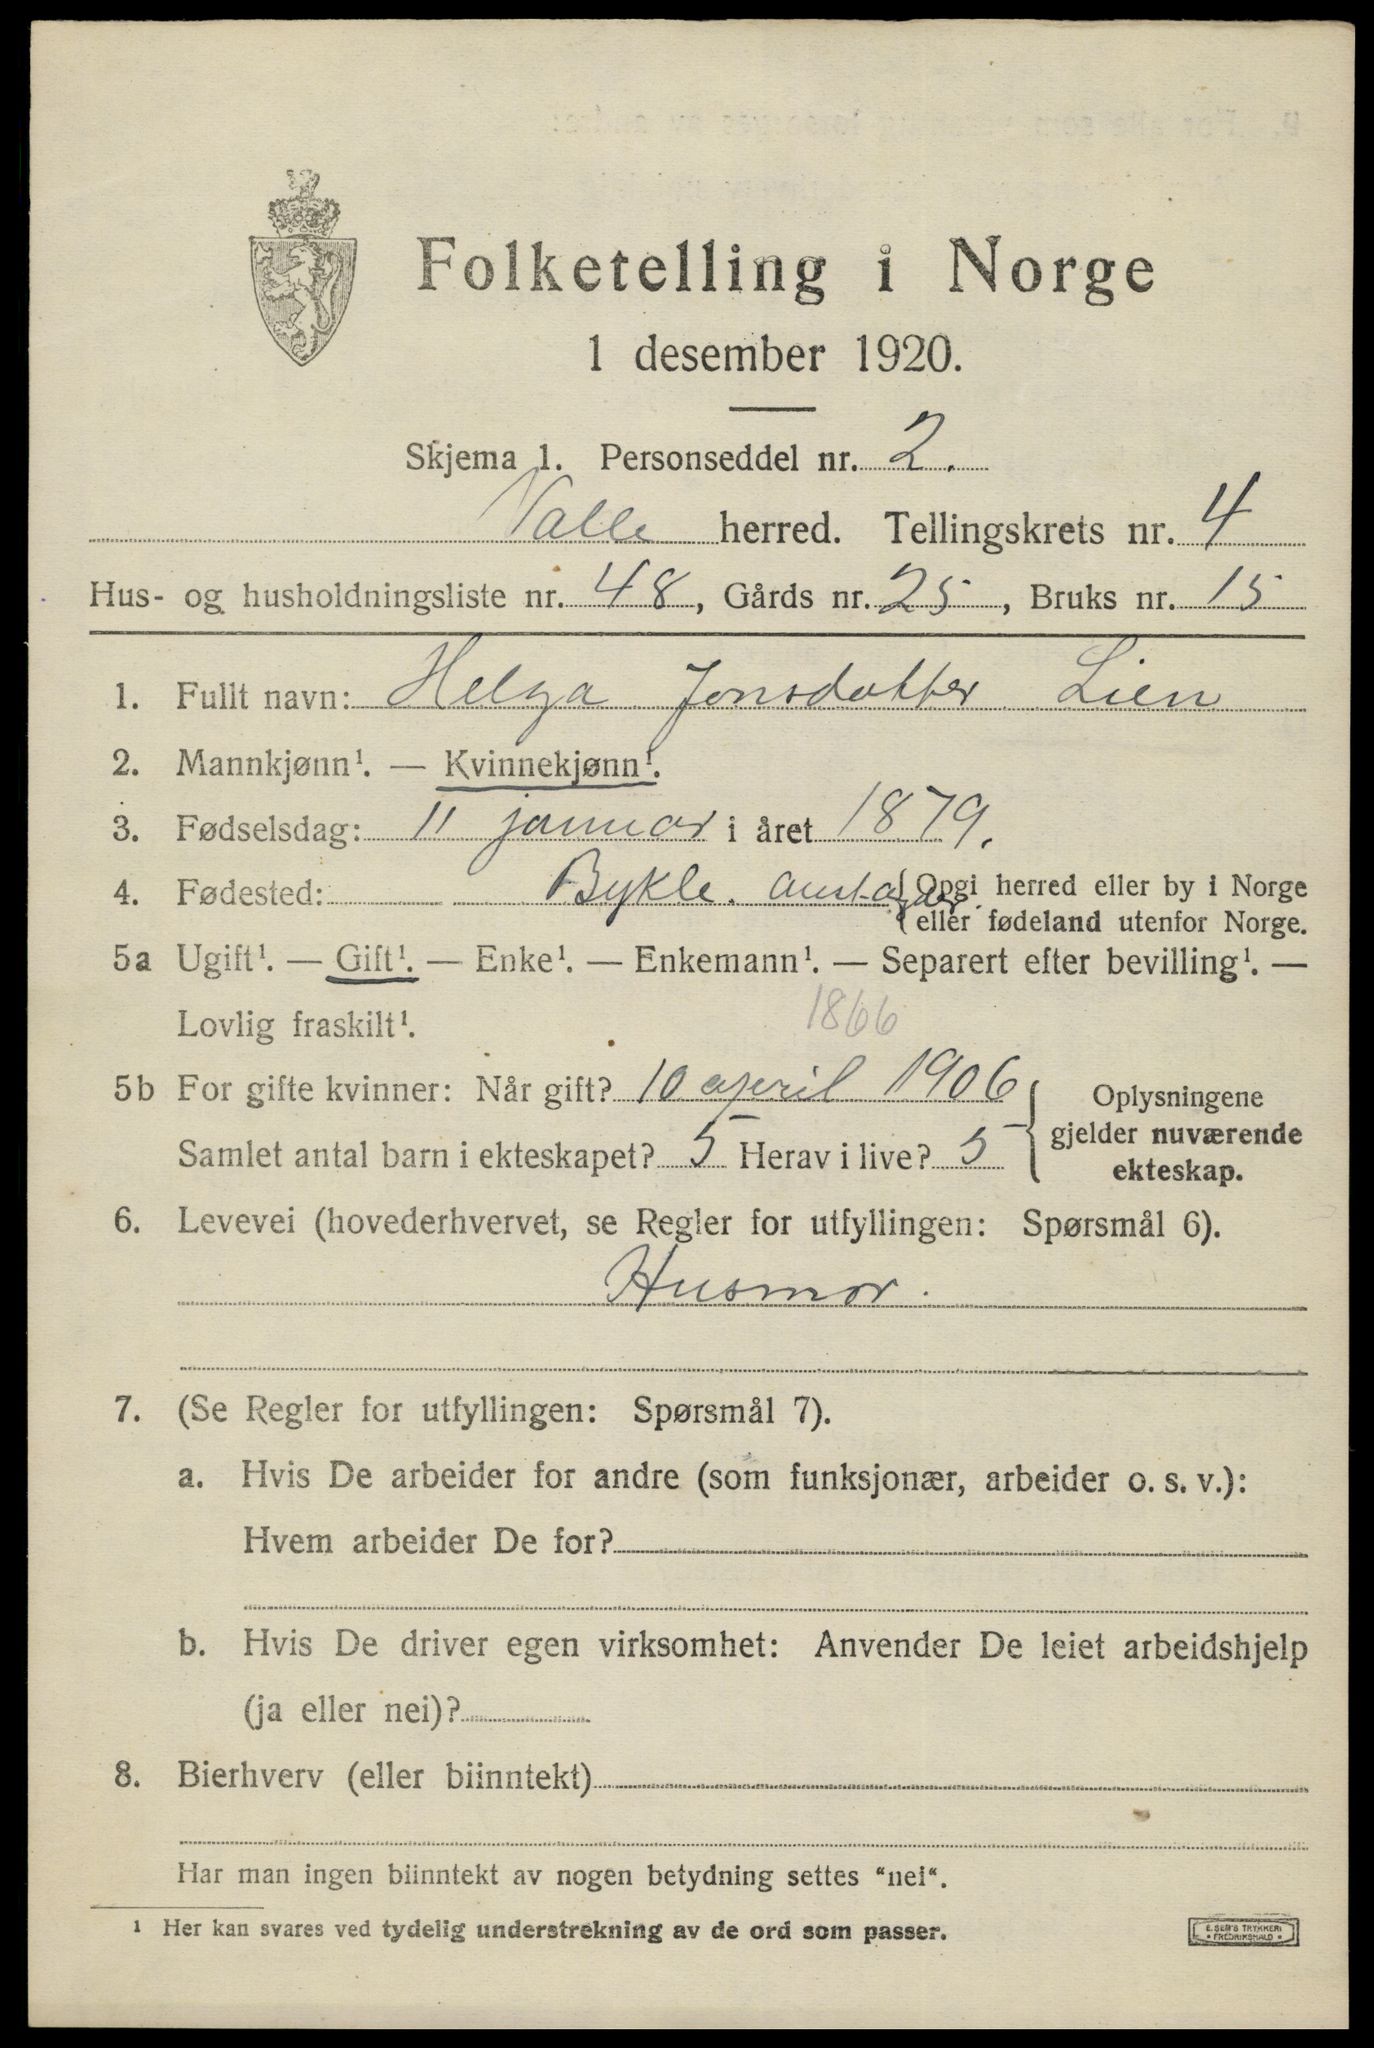 Folketelling i Norge
1 desember 1920.
Skjema 1. Personseddel nr. 2.
Valle herred. Tellingskrets nr. 4
Hus- og husholdningsliste nr. 48, Gårds nr. 25, Bruks nr. 15
1. Fullt navn: Helga Jonsdatter Lien
2. Mannkjønn¹. — Kvinnekjønn¹.
3. Fødselsdag: 11 januar i året 1879.
4. Fødested: Bykle. Aust-agder { Opgi herred eller by i Norge
eller fødeland utenfor Norge.
5a Ugift¹. — Gift¹. — Enke¹. — Enkemann¹. — Separert efter bevilling¹. —
Lovlig fraskilt¹.
1866
5b For gifte kvinner: Når gift? 10 april 1906
Samlet antal barn i ekteskapet? 5 Herav i live? 5
Oplysningene
gjelder nuværende
ekteskap.
6. Levevei (hovederhvervet, se Regler for utfyllingen: Spørsmål 6).
Husmor.
7. (Se Regler for utfyllingen: Spørsmål 7).
a. Hvis De arbeider for andre (som funksjonær, arbeider o. s. v.):
Hvem arbeider De for?
b. Hvis De driver egen virksomhet: Anvender De leiet arbeidshjelp
(ja eller nei)?
8. Bierhverv (eller biinntekt)
Har man ingen biinntekt av nogen betydning settes “nei“.
¹ Her kan svares ved tydelig understrekning av de ord som passer.
E. SEM'S TRYKKERI
• FREDRIKSHALD •